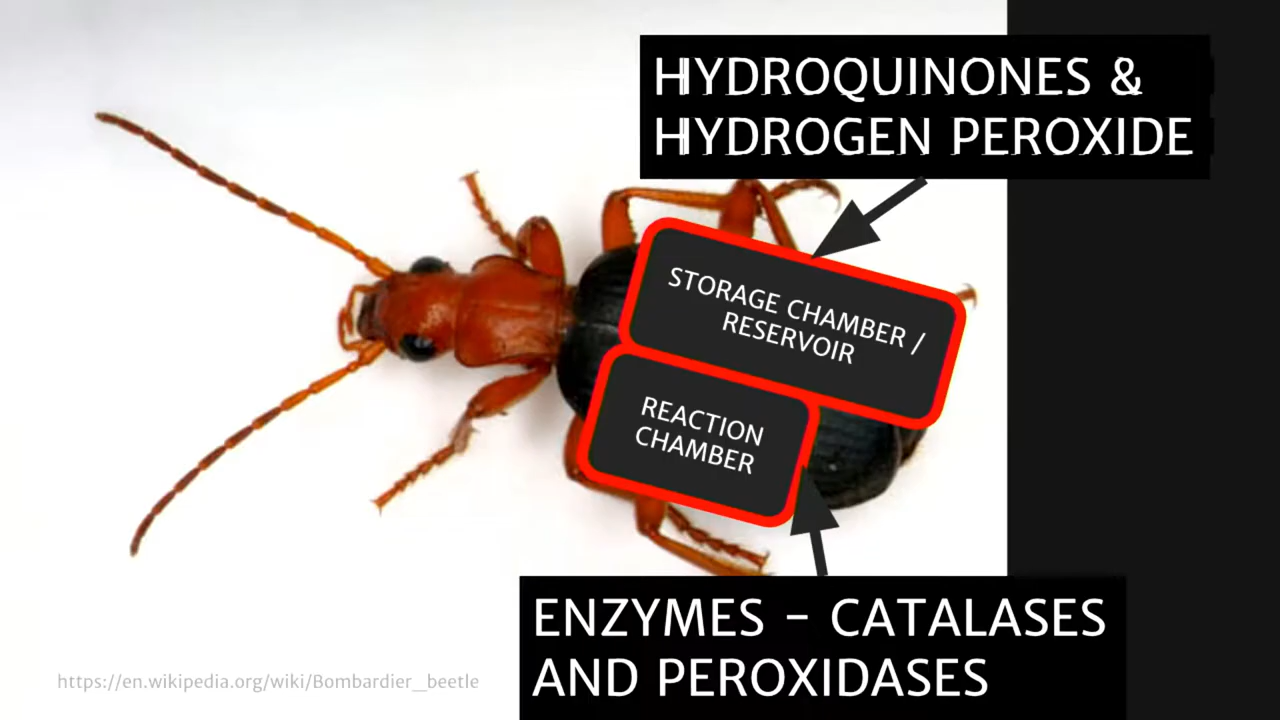 HYDROQUINONES &
HYDROGEN PEROXIDE
STORAGE CHAMBER /
RESERVOIR
REACTION
CHAMBER
ENZYMES - CATALASES
AND PEROXIDASES
https://en.wikipedia.org/wiki/Bombardier_beetle